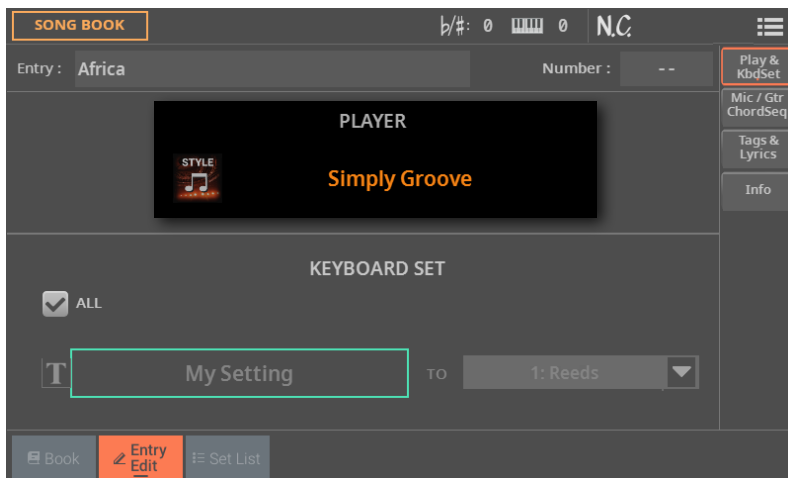 SONG BOOK
♭/#: 0 0 N.C.
Entry : Africa Number : --
Play &
KbdSet
Mic / Gtr
ChordSeq
Tags &
Lyrics
Info
PLAYER
STYLE
Simply Groove
KEYBOARD SET
ALL
T My Setting TO 1: Reeds
Book Entry
Edit Set List